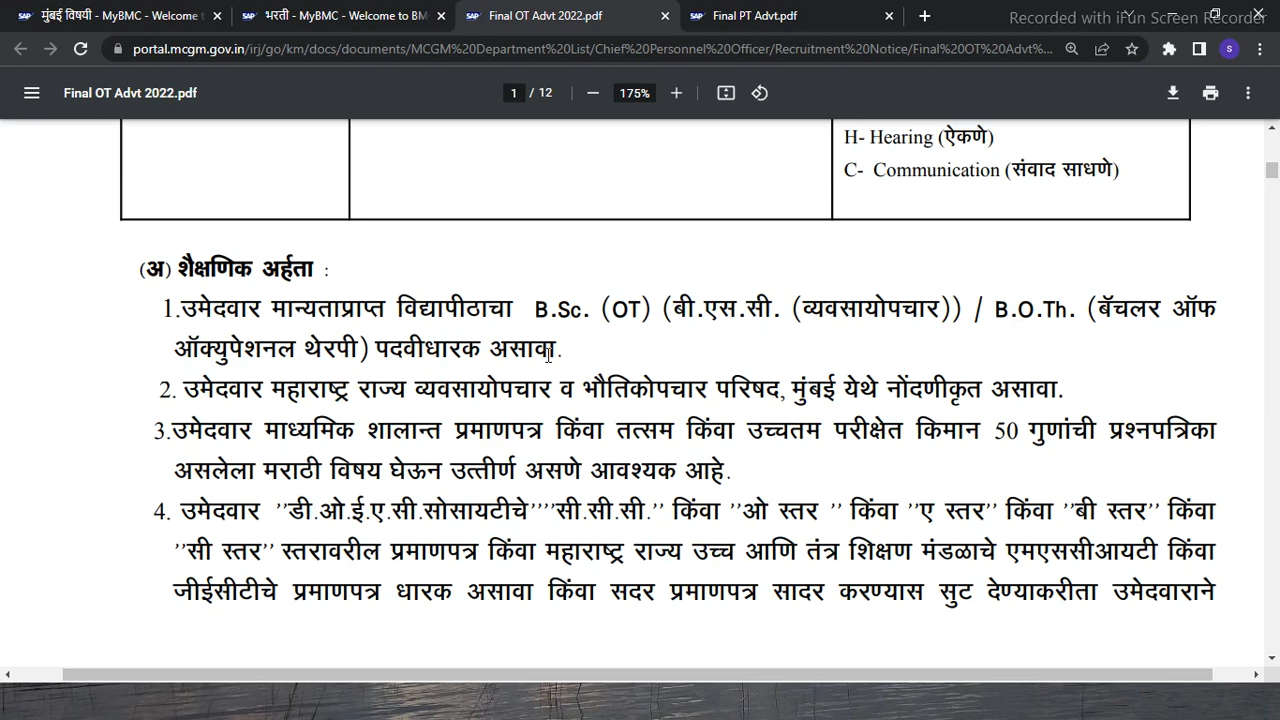 मुंबई विषयी - MyBMC - Welcome t
भरती - MyBMC - Welcome to BM
Final OT Advt 2022.pdf
Final PT Advt.pdf
Recorded with iFun Screen Recorder
portal.mcgm.gov.in/irj/go/km/docs/documents/MCGM%20Department%20List/Chief%20Personnel%20Officer/Recruitment%20Notice/Final%20OT%20Advt%...
S
Final OT Advt 2022.pdf
1 / 12
175%
H- Hearing (ऐकणे)
C- Communication (संवाद साधणे)
(अ) शैक्षणिक अर्हता :
1.उमेदवार मान्यताप्राप्त विद्यापीठाचा B.Sc. (OT) (बी.एस.सी. (व्यवसायोपचार)) / B.O.Th. (बॅचलर ऑफ
ऑक्युपेशनल थेरपी) पदवीधारक असावा.
2. उमेदवार महाराष्ट्र राज्य व्यवसायोपचार व भौतिकोपचार परिषद, मुंबई येथे नोंदणीकृत असावा.
3.उमेदवार माध्यमिक शालान्त प्रमाणपत्र किंवा तत्सम किंवा उच्चतम परीक्षेत किमान 50 गुणांची प्रश्नपत्रिका
असलेला मराठी विषय घेऊन उत्तीर्ण असणे आवश्यक आहे.
4. उमेदवार ''डी.ओ.ई.ए.सी.सोसायटीचे''''सी.सी.सी.'' किंवा ''ओ स्तर '' किंवा ''ए स्तर'' किंवा ''बी स्तर'' किंवा
''सी स्तर'' स्तरावरील प्रमाणपत्र किंवा महाराष्ट्र राज्य उच्च आणि तंत्र शिक्षण मंडळाचे एमएससीआयटी किंवा
जीईसीटीचे प्रमाणपत्र धारक असावा किंवा सदर प्रमाणपत्र सादर करण्यास सुट देण्याकरीता उमेदवाराने